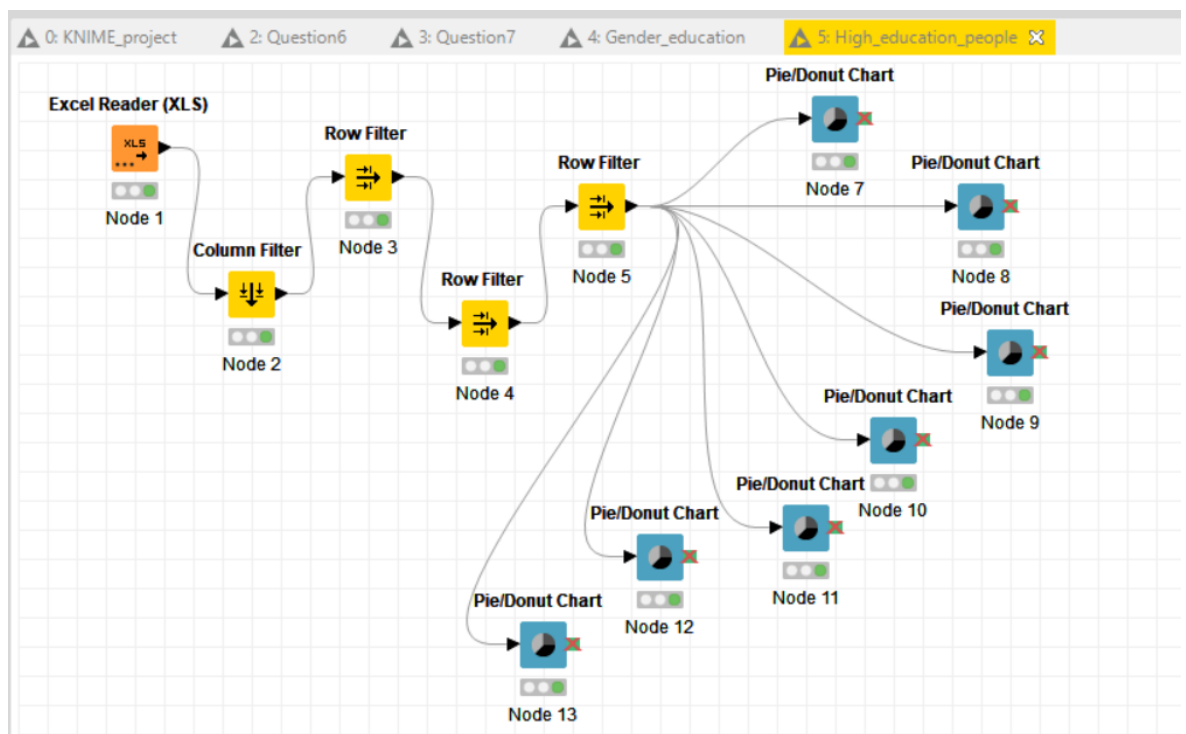 0: KNIME_project 2: Question6 3: Question7 4: Gender_education 5: High_education_people
Pie/Donut Chart
Node 7
Excel Reader (XLS)
XLS
Node 1
Row Filter
Node 3
Row Filter
Node 5
Pie/Donut Chart
Node 8
Column Filter
Node 2
Row Filter
Node 4
Pie/Donut Chart
Node 9
Pie/Donut Chart
Node 10
Pie/Donut Chart
Node 11
Pie/Donut Chart
Node 12
Pie/Donut Chart
Node 13